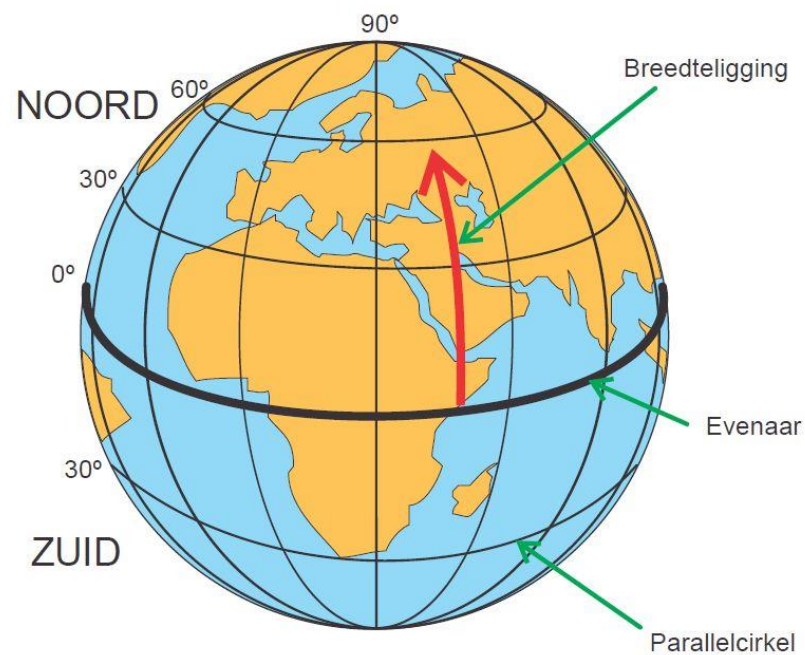 90º
Breedteligging
NOORD
60º
30º
0º
Evenaar
30º
ZUID
Parallelcirkel